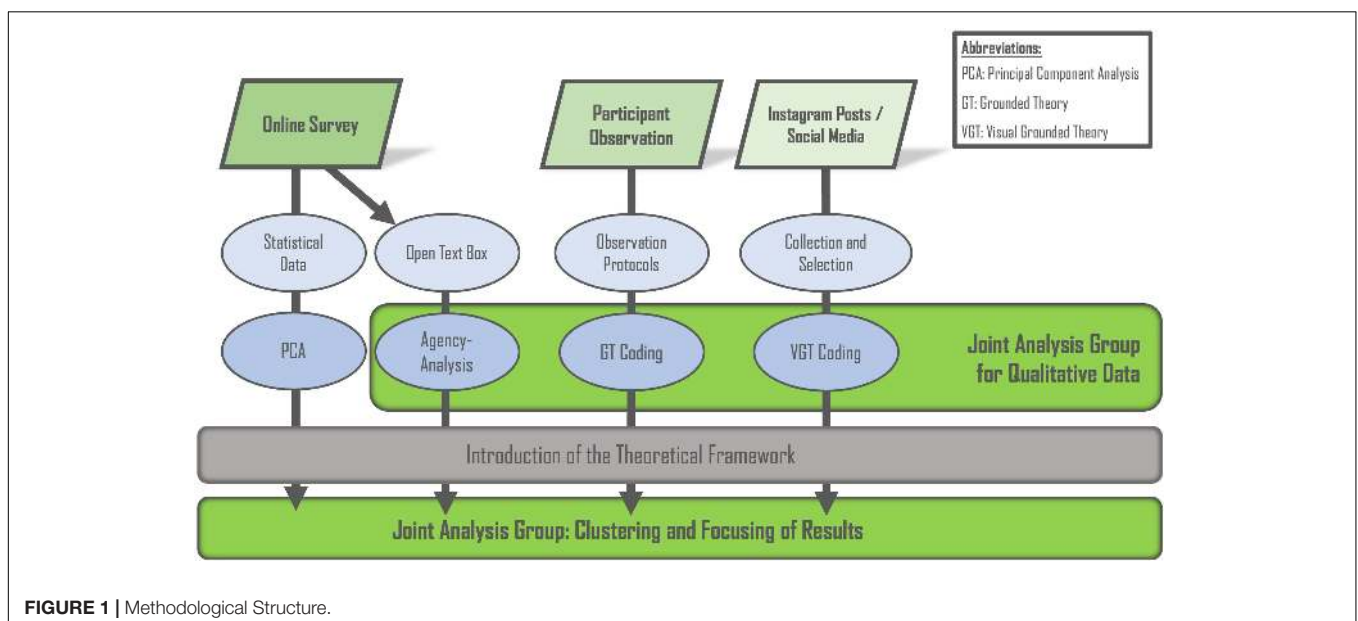 Abbreviations:
PCA: Principal Component Analysis
GT: Grounded Theory
VGT: Visual Grounded Theory
Online Survey
Participant
Observation
Instagram Posts /
Social Media
Statistical
Data
Open Text Box
Observation
Protocols
Collection and
Selection
PCA
Agency-
Analysis
GT Coding
VGT Coding
Joint Analysis Group
for Qualitative Data
Introduction of the Theoretical Framework
Joint Analysis Group: Clustering and Focusing of Results
FIGURE 1 | Methodological Structure.